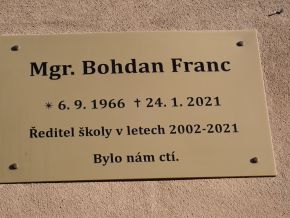 Mgr. Bohdan Franc
✶ 6. 9. 1966 † 24. 1. 2021
Ředitel školy v letech 2002-2021
Bylo nám ctí.